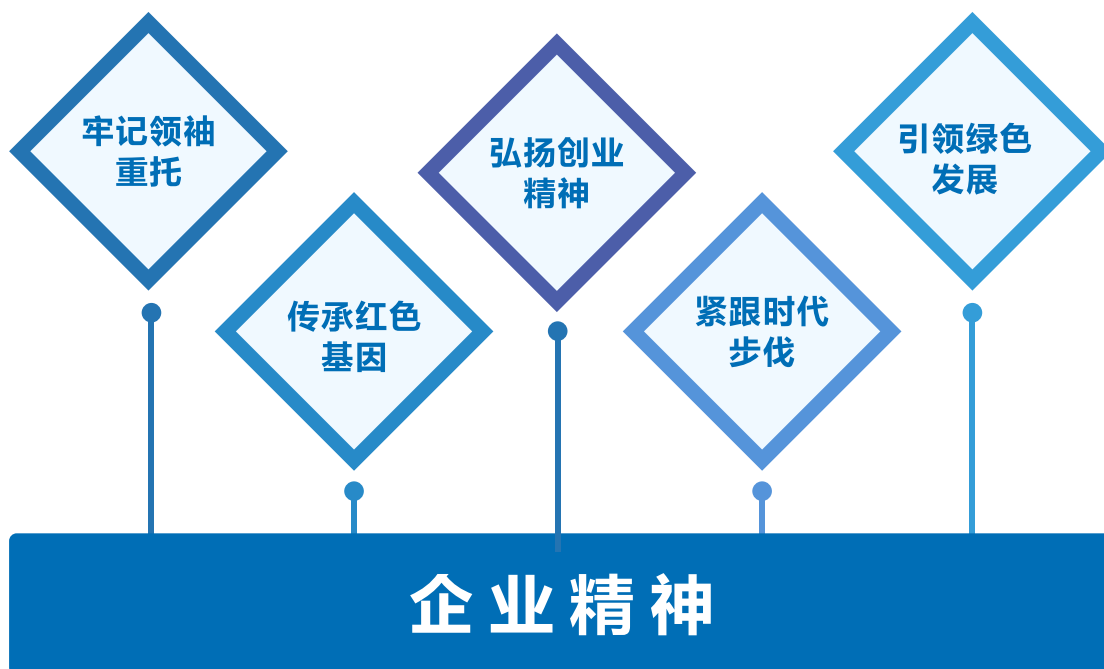 牢记领袖
重托
传承红色
基因
弘扬创业
精神
紧跟时代
步伐
引领绿色
发展
企业精神